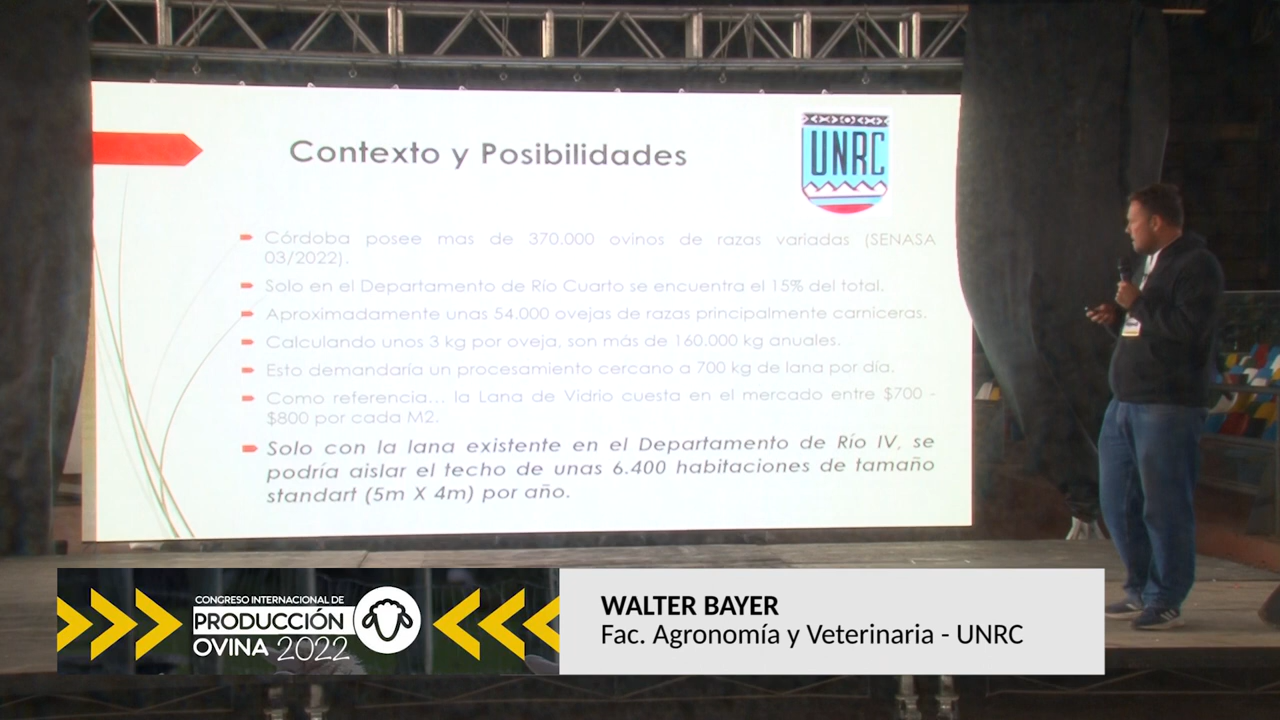 Contexto y Posibilidades
UNRC
Córdoba posee mas de 370.000 ovinos de razas variadas (SENASA
03/2022).
Solo en el Departamento de Río Cuarto se encuentra el 15% del total.
Aproximadamente unas 54.000 ovejas de razas principalmente carniceras.
Calculando unos 3 kg por oveja, son más de 160.000 kg anuales.
Esto demandaría un procesamiento cercano a 700 kg de lana por día.
Como referencia... la Lana de Vidrio cuesta en el mercado entre $700 -
$800 por cada M2.
Solo con la lana existente en el Departamento de Río IV, se
podría aislar el techo de unas 6.400 habitaciones de tamaño
standart (5m X 4m) por año.
CONGRESO INTERNACIONAL DE
PRODUCCIÓN
OVINA 2022
WALTER BAYER
Fac. Agronomía y Veterinaria - UNRC